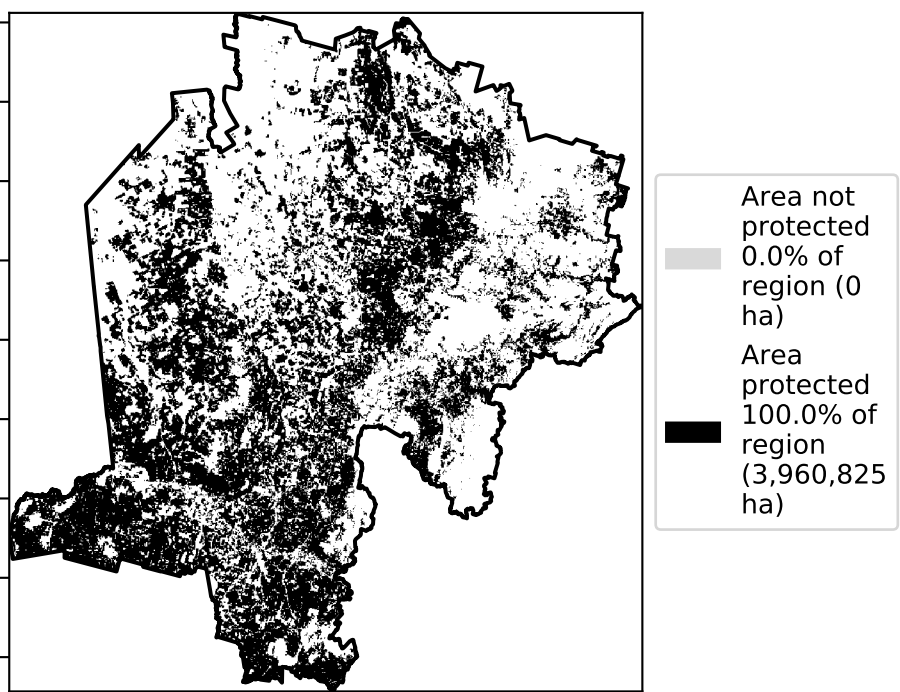 Area not
protected
0.0% of
region (0
ha)
Area
protected
100.0% of
region
(3,960,825
ha)